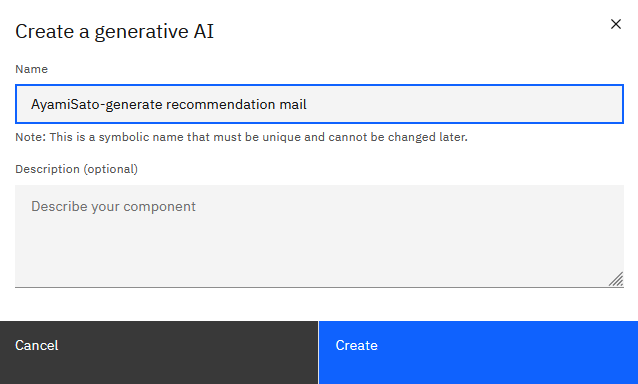 Create a generative AI
Name
AyamiSato-generate recommendation mail
Note: This is a symbolic name that must be unique and cannot be changed later.
Description (optional)
Describe your component
Cancel
Create